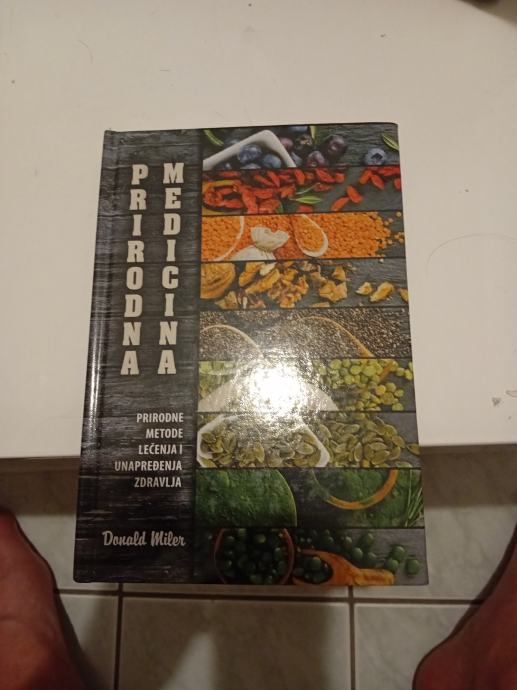 PRIRODNA
MEDICINA
PRIRODNE
METODE
LEČENJA I
UNAPREĐENJA
ZDRAVLJA
Donald Miler